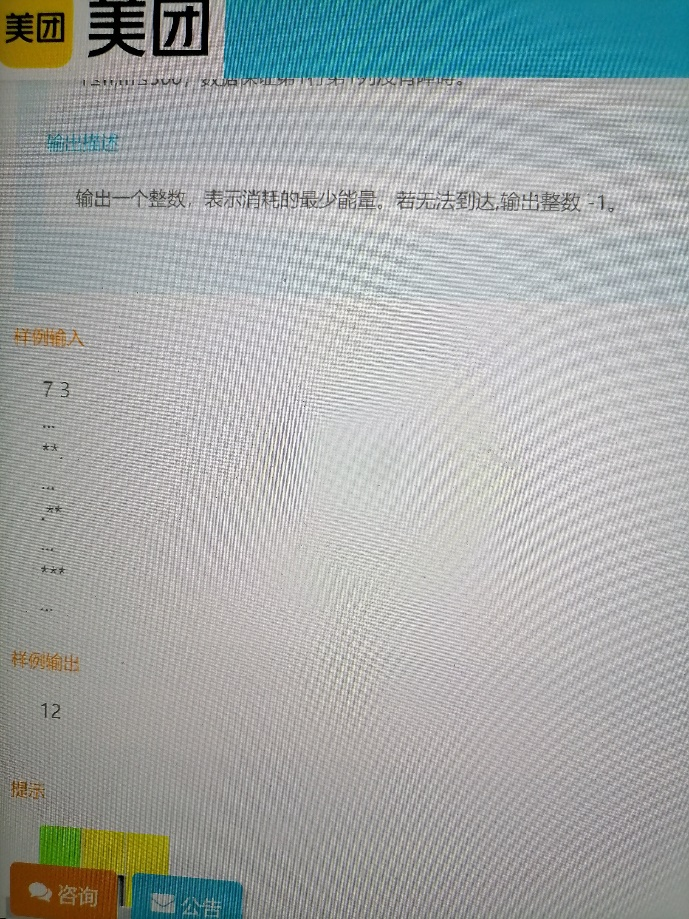 美团 美团
输出描述
输出一个整数，表示消耗的最少能量。若无法到达,输出整数 -1。
样例输入
7 3
...
**.
...
.**
...
***
...
样例输出
12
提示
咨询 公告